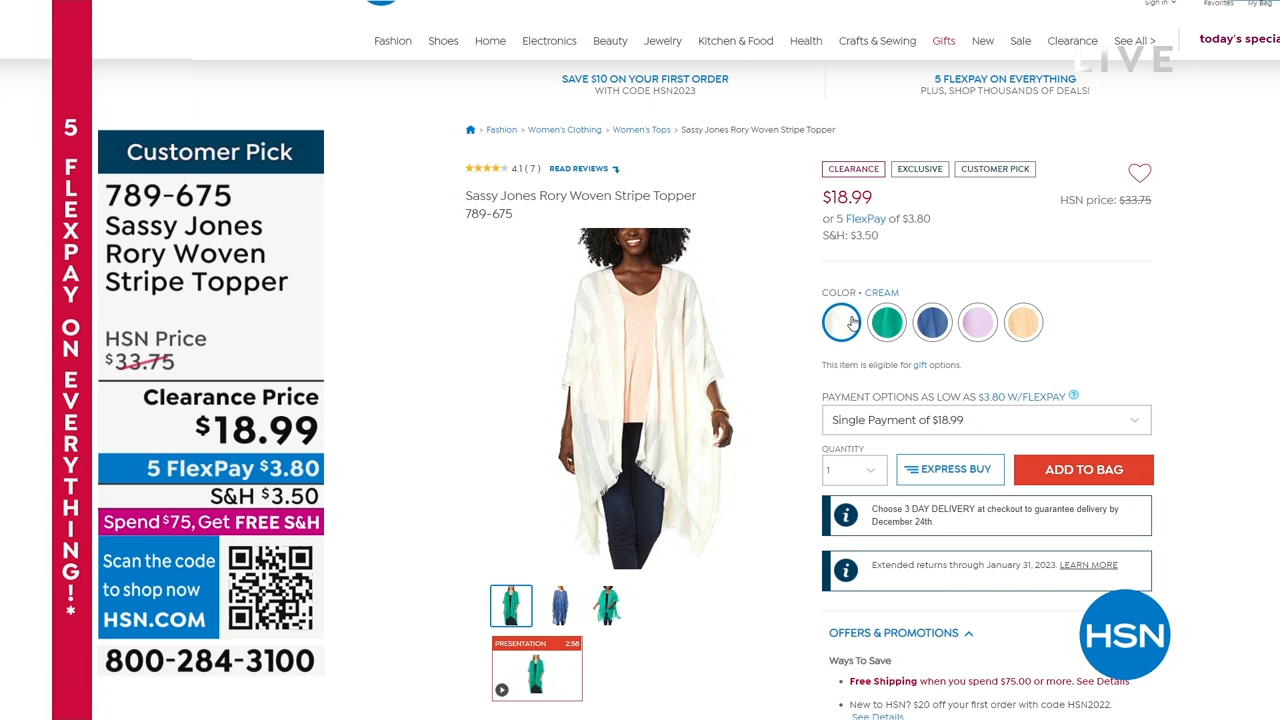 Sign In
Favorites
My Bag
Fashion
Shoes
Home
Electronics
Beauty
Jewelry
Kitchen & Food
Health
Crafts & Sewing
Gifts
New
Sale
Clearance
See All >
today's specia
LIVE
SAVE $10 ON YOUR FIRST ORDER
WITH CODE HSN2023
5 FLEXPAY ON EVERYTHING
PLUS, SHOP THOUSANDS OF DEALS!
5 FLEXPAY ON EVERYTHING!*
Customer Pick
789-675
Sassy Jones
Rory Woven
Stripe Topper
HSN Price
$33.75
Clearance Price
$18.99
5 FlexPay $3.80
S&H $3.50
Spend $75, Get FREE S&H
Scan the code
to shop now
HSN.COM
800-284-3100
> Fashion > Women's Clothing > Women's Tops > Sassy Jones Rory Woven Stripe Topper
4.1 ( 7 ) READ REVIEWS
Sassy Jones Rory Woven Stripe Topper
789-675
PRESENTATION 2:58
CLEARANCE
EXCLUSIVE
CUSTOMER PICK
$18.99
HSN price: $33.75
or 5 FlexPay of $3.80
S&H: $3.50
COLOR • CREAM
This item is eligible for gift options.
PAYMENT OPTIONS AS LOW AS $3.80 W/FLEXPAY ?
Single Payment of $18.99
QUANTITY
1
EXPRESS BUY
ADD TO BAG
i
Choose 3 DAY DELIVERY at checkout to guarantee delivery by
December 24th.
i
Extended returns through January 31, 2023. LEARN MORE
OFFERS & PROMOTIONS
HSN
Ways To Save
• Free Shipping when you spend $75.00 or more. See Details
• New to HSN? $20 off your first order with code HSN2022.
See Details